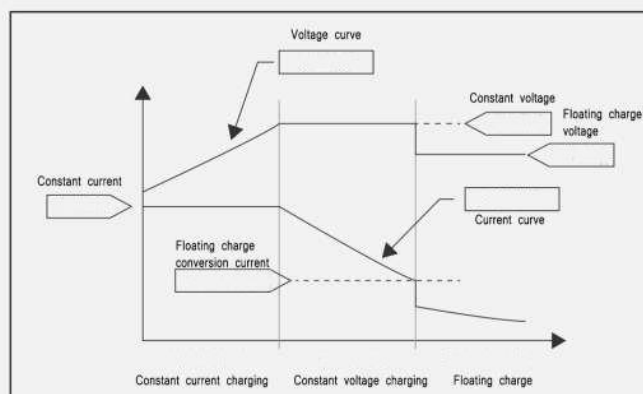 Voltage curve
Constant voltage
Floating charge
voltage
Constant current
Current curve
Floating charge
conversion current
Constant current charging
Constant voltage charging
Floating charge